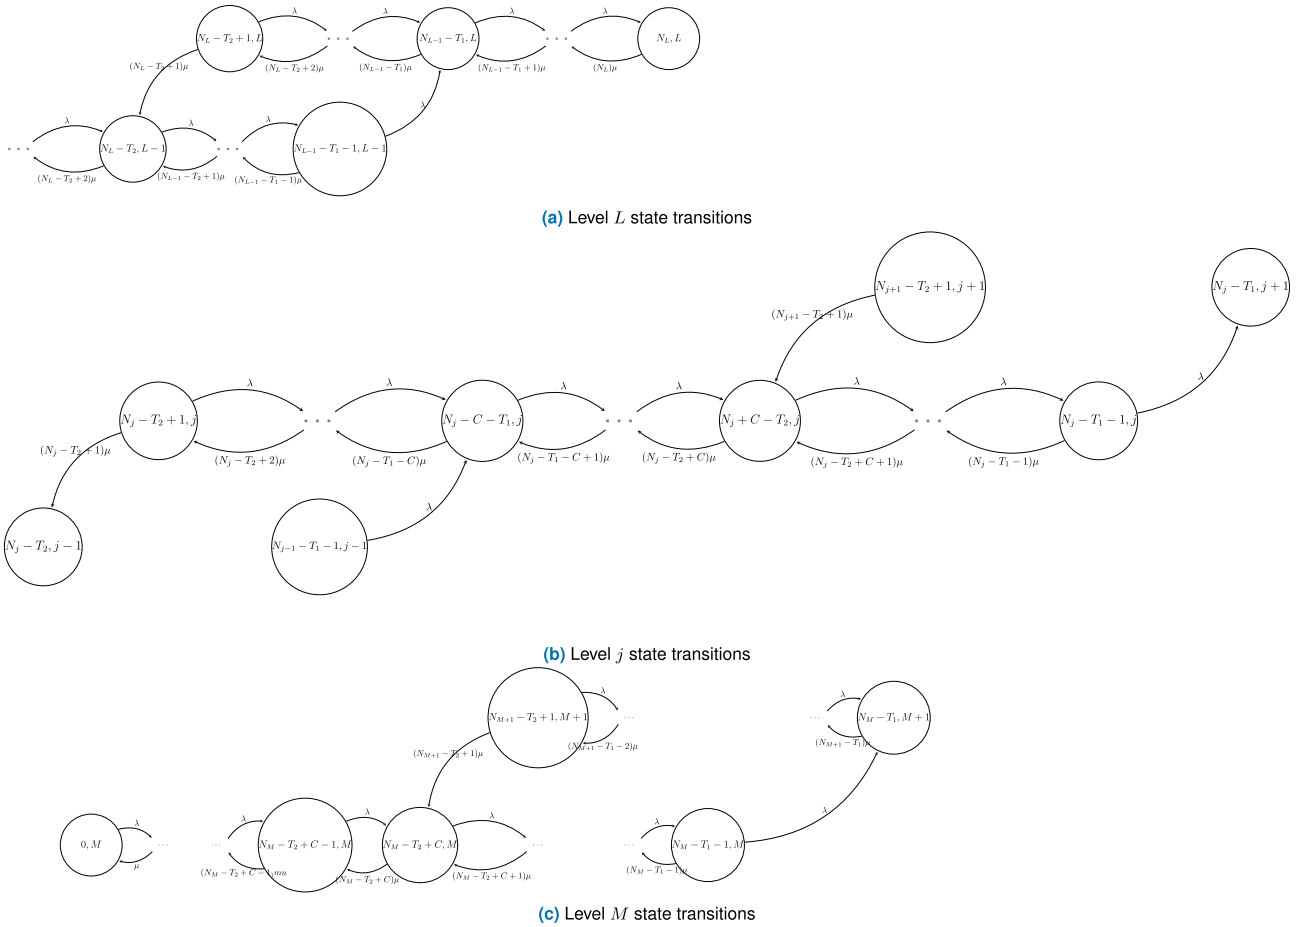 λ λ λ λ
N_L − T_2 + 1, L · · · N_{L−1} − T_1, L · · · N_L, L
(N_L − T_2 + 1)μ (N_L − T_2 + 2)μ (N_{L−1} − T_1)μ (N_{L−1} − T_1 + 1)μ (N_L)μ
λ λ λ λ
· · · N_L − T_2, L − 1 · · · N_{L−1} − T_1 − 1, L − 1
(N_L − T_2 + 2)μ (N_{L−1} − T_2 + 1)μ (N_{L−1} − T_1 − 1)μ
(a) Level L state transitions
N_{j+1} − T_2 + 1, j + 1 N_j − T_1, j + 1
(N_{j+1} − T_2 + 1)μ
λ λ λ λ λ λ λ
N_j − T_2 + 1, j · · · N_j − C − T_1, j · · · N_j + C − T_2, j · · · N_j − T_1 − 1, j
(N_j − T_2 + 1)μ (N_j − T_2 + 2)μ (N_j − T_1 − C)μ (N_j − T_1 − C + 1)μ (N_j − T_2 + C)μ (N_j − T_2 + C + 1)μ (N_j − T_1 − 1)μ
λ
N_j − T_2, j − 1 N_{j−1} − T_1 − 1, j − 1
(b) Level j state transitions
λ λ
N_{M+1} − T_2 + 1, M + 1 · · · · · · N_M − T_1, M + 1
(N_{M+1} − T_2 + 1)μ (N_{M+1} − T_1 − 2)μ (N_{M+1} − T_1)μ
λ λ λ λ λ λ
0, M · · · · · · N_M − T_2 + C − 1, M N_M − T_2 + C, M · · · · · · N_M − T_1 − 1, M
μ (N_M − T_2 + C − 1)mu (N_M − T_2 + C)μ (N_M − T_2 + C + 1)μ (N_M − T_1 − 1)μ
(c) Level M state transitions